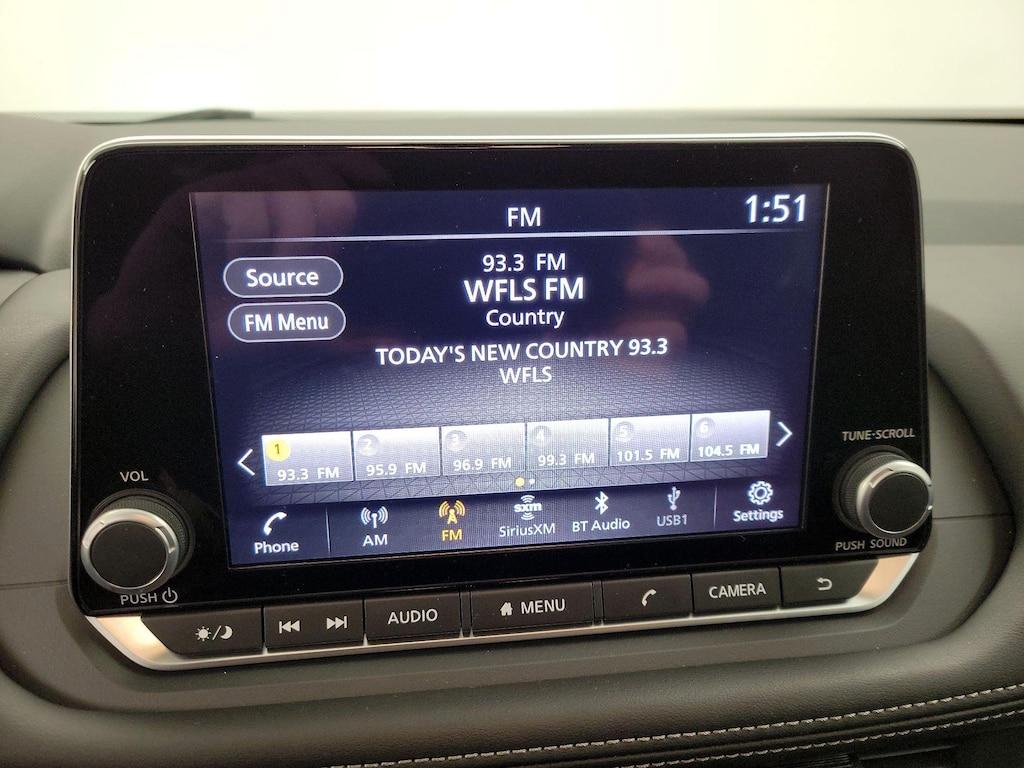 FM
1:51
Source
FM Menu
93.3 FM
WFLS FM
Country
TODAY'S NEW COUNTRY 93.3
WFLS
1 2 3 4 5 6
93.3 FM 95.9 FM 96.9 FM 99.3 FM 101.5 FM 104.5 FM
Phone AM FM sxm SiriusXM BT Audio USB1 Settings
VOL
PUSH
TUNE·SCROLL
PUSH SOUND
AUDIO MENU CAMERA